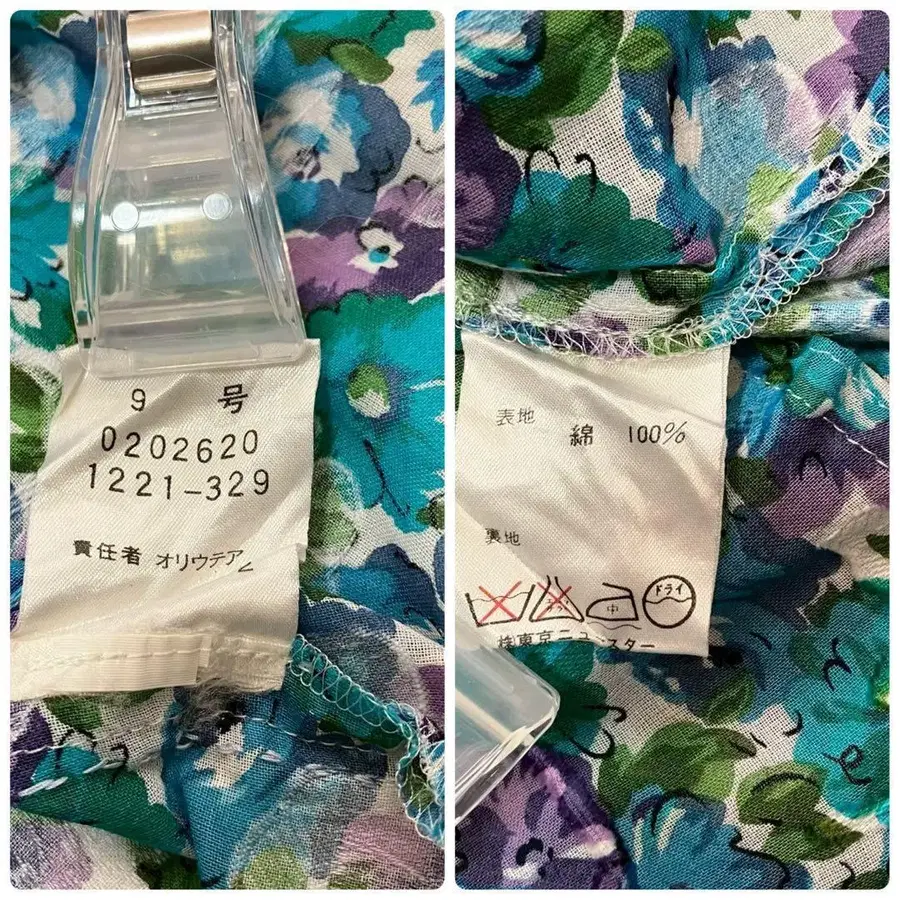 9 号
0202620
1221-329
責任者 オリウテア
表地
綿 100%
裏地
中
ドライ
㈱東京ニュースター